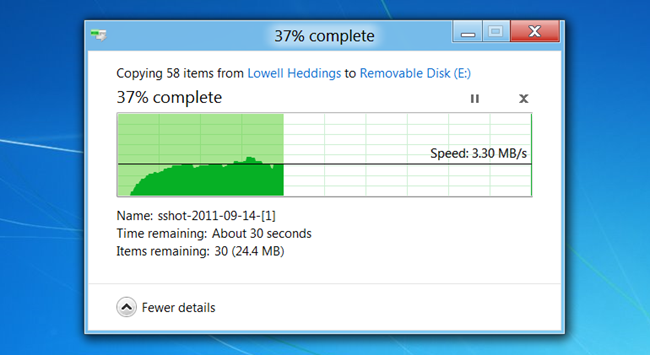 37% complete
Copying 58 items from Lowell Heddings to Removable Disk (E:)
37% complete
Speed: 3.30 MB/s
Name: sshot-2011-09-14-[1]
Time remaining: About 30 seconds
Items remaining: 30 (24.4 MB)
Fewer details